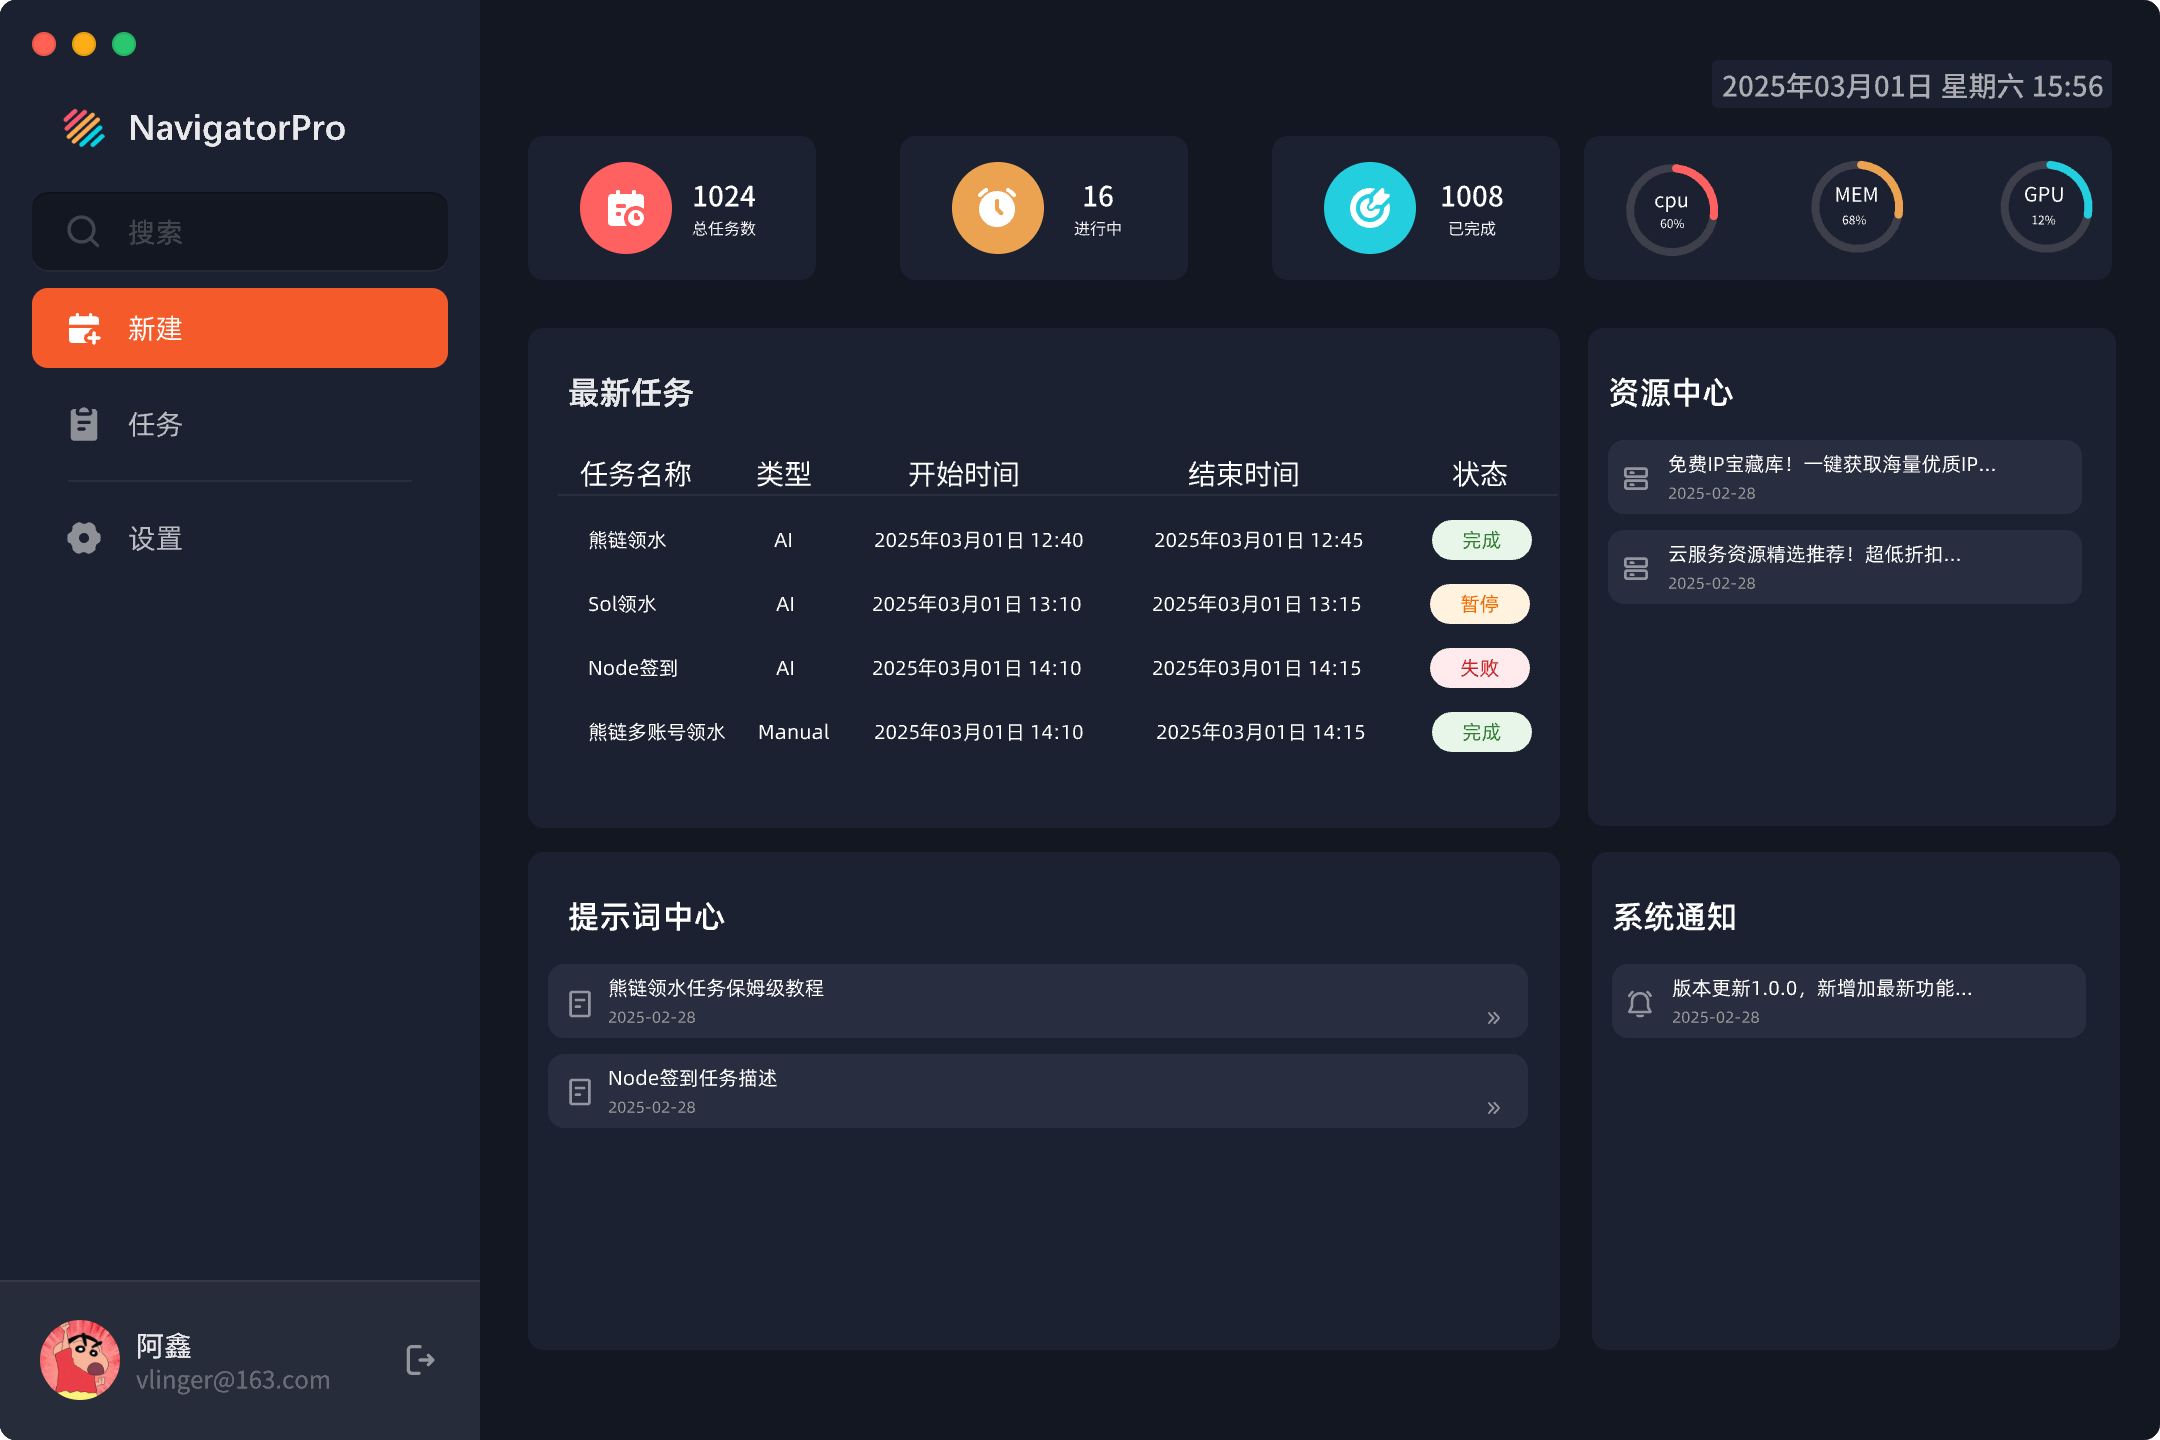 2025年03月01日 星期六 15:56
NavigatorPro
搜索
新建
任务
设置
阿鑫
vlinger@163.com
1024
总任务数
16
进行中
1008
已完成
cpu
60%
MEM
68%
GPU
12%
最新任务
任务名称 类型 开始时间 结束时间 状态
熊链领水 AI 2025年03月01日 12:40 2025年03月01日 12:45 完成
Sol领水 AI 2025年03月01日 13:10 2025年03月01日 13:15 暂停
Node签到 AI 2025年03月01日 14:10 2025年03月01日 14:15 失败
熊链多账号领水 Manual 2025年03月01日 14:10 2025年03月01日 14:15 完成
资源中心
免费IP宝藏库！一键获取海量优质IP...
2025-02-28
云服务资源精选推荐！超低折扣...
2025-02-28
提示词中心
熊链领水任务保姆级教程
2025-02-28
Node签到任务描述
2025-02-28
系统通知
版本更新1.0.0，新增加最新功能...
2025-02-28